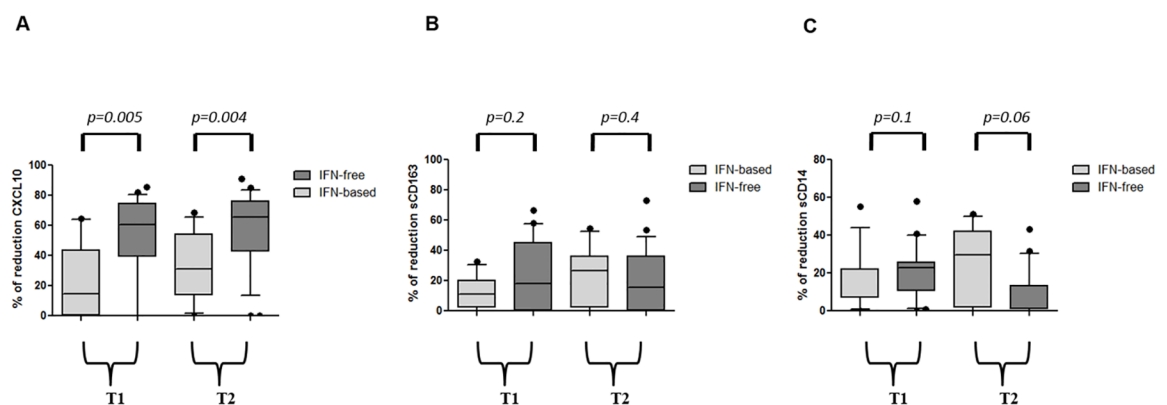 A
B
C
p=0.005
p=0.004
p=0.2
p=0.4
p=0.1
p=0.06
% of reduction CXCL10
100
80
60
40
20
0
IFN-free
IFN-based
T1
T2
% of reduction sCD163
100
80
60
40
20
0
IFN-based
IFN-free
T1
T2
% of reduction sCD14
80
60
40
20
0
IFN-based
IFN-free
T1
T2